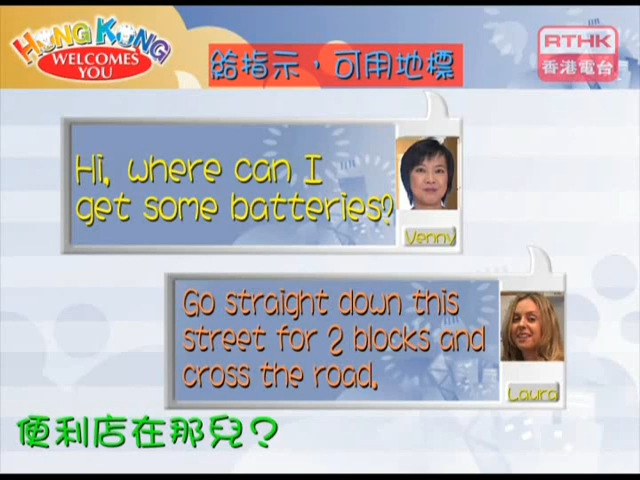 HONG KONG
WELCOMES
YOU
給指示，可用地標
RTHK
香港電台
Hi, where can I
get some batteries?
Venny
Go straight down this
street for 2 blocks and
cross the road.
Laura
便利店在那兒？